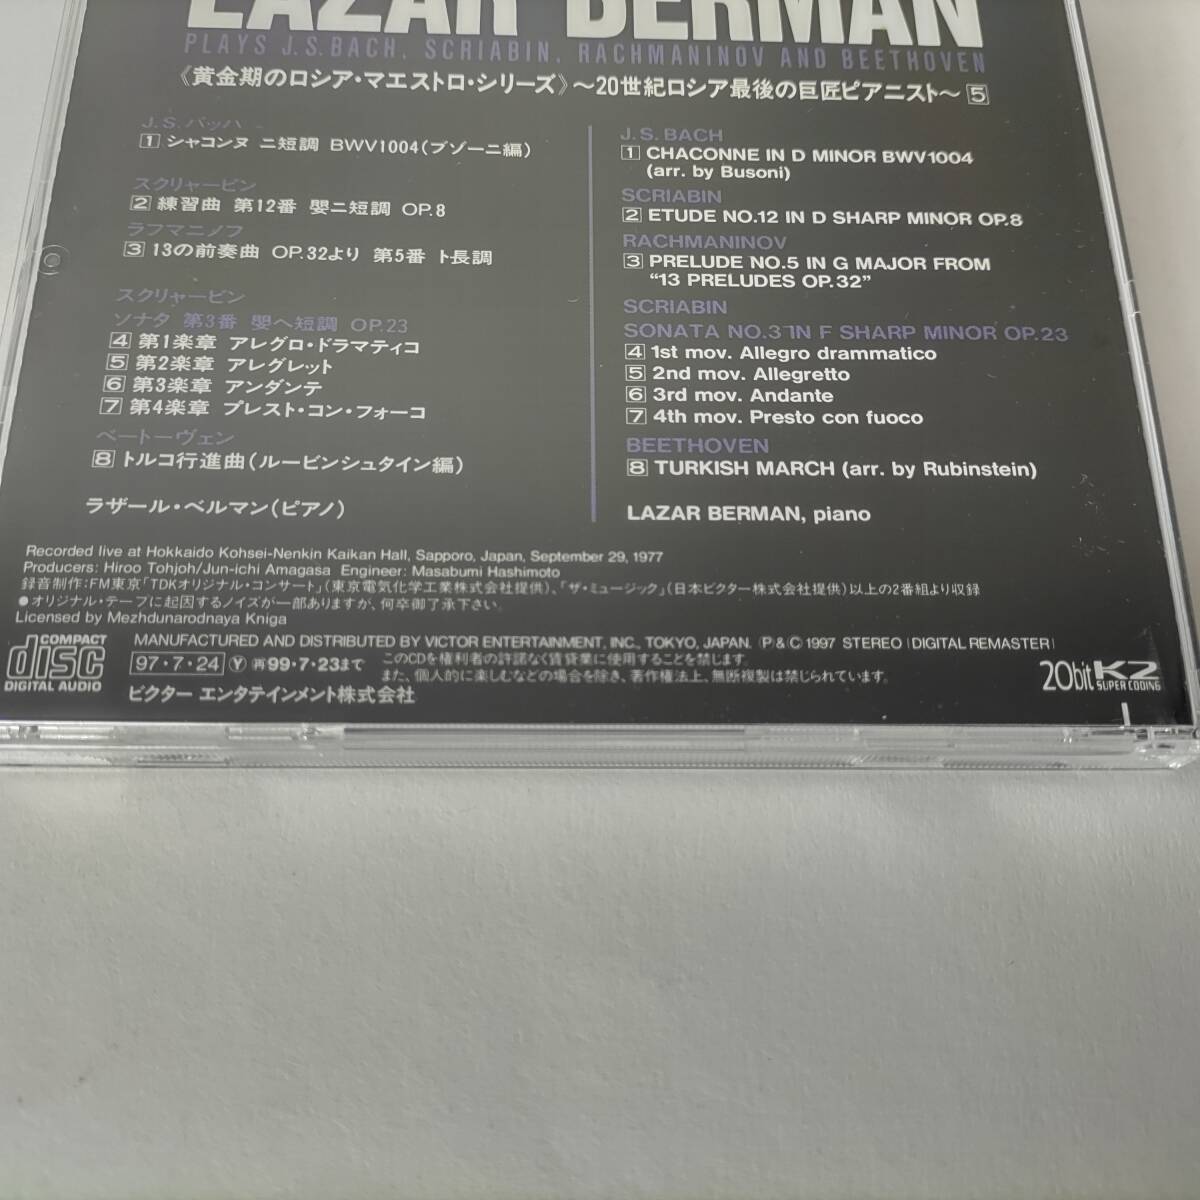 LAZAR BERMAN
PLAYS J.S.BACH, SCRIABIN, RACHMANINOV AND BEETHOVEN
《黄金期のロシア・マエストロ・シリーズ》〜20世紀ロシア最後の巨匠ピアニスト〜 5
J.S.バッハ
1 シャコンヌ ニ短調 BWV1004(ブゾーニ編)
スクリャービン
2 練習曲 第12番 嬰ニ短調 OP.8
ラフマニノフ
3 13の前奏曲 OP.32より 第5番 ト長調
スクリャービン
ソナタ 第3番 嬰ヘ短調 OP.23
4 第1楽章 アレグロ・ドラマティコ
5 第2楽章 アレグレット
6 第3楽章 アンダンテ
7 第4楽章 プレスト・コン・フォーコ
ベートーヴェン
8 トルコ行進曲(ルービンシュタイン編)
ラザール・ベルマン(ピアノ)
J.S.BACH
1 CHACONNE IN D MINOR BWV1004
(arr. by Busoni)
SCRIABIN
2 ETUDE NO.12 IN D SHARP MINOR OP.8
RACHMANINOV
3 PRELUDE NO.5 IN G MAJOR FROM
"13 PRELUDES OP.32"
SCRIABIN
SONATA NO.3 IN F SHARP MINOR OP.23
4 1st mov. Allegro drammatico
5 2nd mov. Allegretto
6 3rd mov. Andante
7 4th mov. Presto con fuoco
BEETHOVEN
8 TURKISH MARCH (arr. by Rubinstein)
LAZAR BERMAN, piano
Recorded live at Hokkaido Kohsei-Nenkin Kaikan Hall, Sapporo, Japan, September 29, 1977
Producers: Hiroo Tohjoh/Jun-ichi Amagasa Engineer: Masabumi Hashimoto
録音制作:FM東京「TDKオリジナル・コンサート」(東京電気化学工業株式会社提供)、「ザ・ミュージック」(日本ビクター株式会社提供)以上の2番組より収録
●オリジナル・テープに起因するノイズが一部ありますが、何卒御了承下さい。
Licensed by Mezhdunarodnaya Kniga
COMPACT disc DIGITAL AUDIO
MANUFACTURED AND DISTRIBUTED BY VICTOR ENTERTAINMENT, INC., TOKYO, JAPAN. Ⓟ&© 1997 STEREO |DIGITAL REMASTER|
97・7・24 Ⓨ 再99・7・23まで
このCDを権利者の許諾なく賃貸業に使用することを禁じます。
また、個人的に楽しむなどの場合を除き、著作権法上、無断複製は禁じられています。
ビクター エンタテインメント株式会社
20bit K2 SUPER CODING